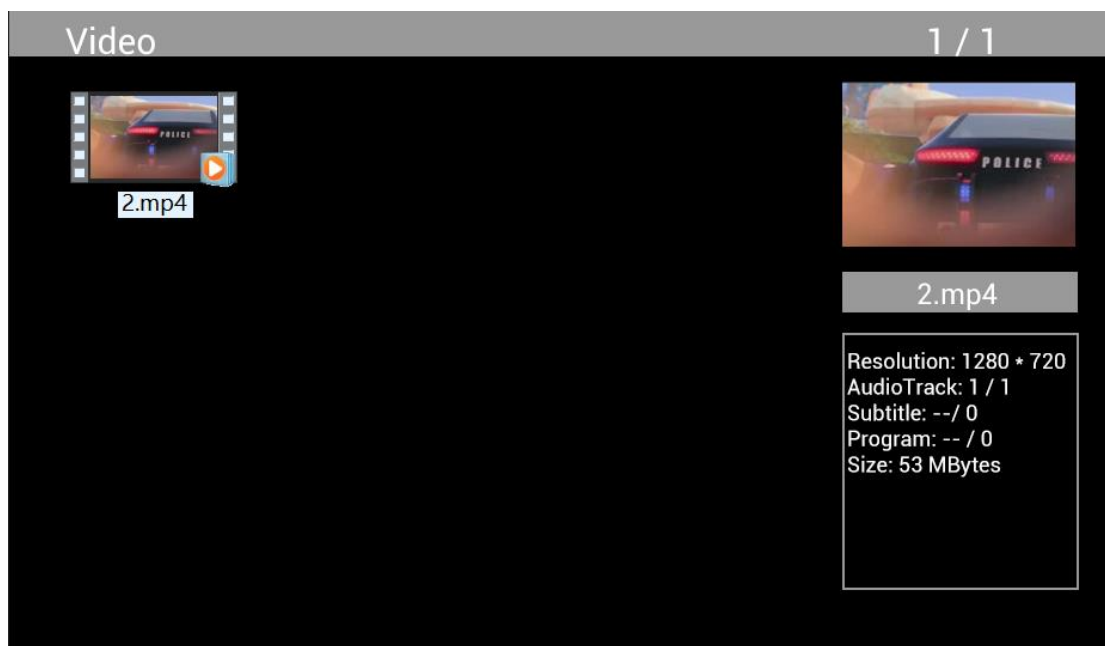 Video
1 / 1
POLICE
2.mp4
POLICE
2.mp4
Resolution: 1280 * 720
AudioTrack: 1 / 1
Subtitle: --/ 0
Program: -- / 0
Size: 53 MBytes